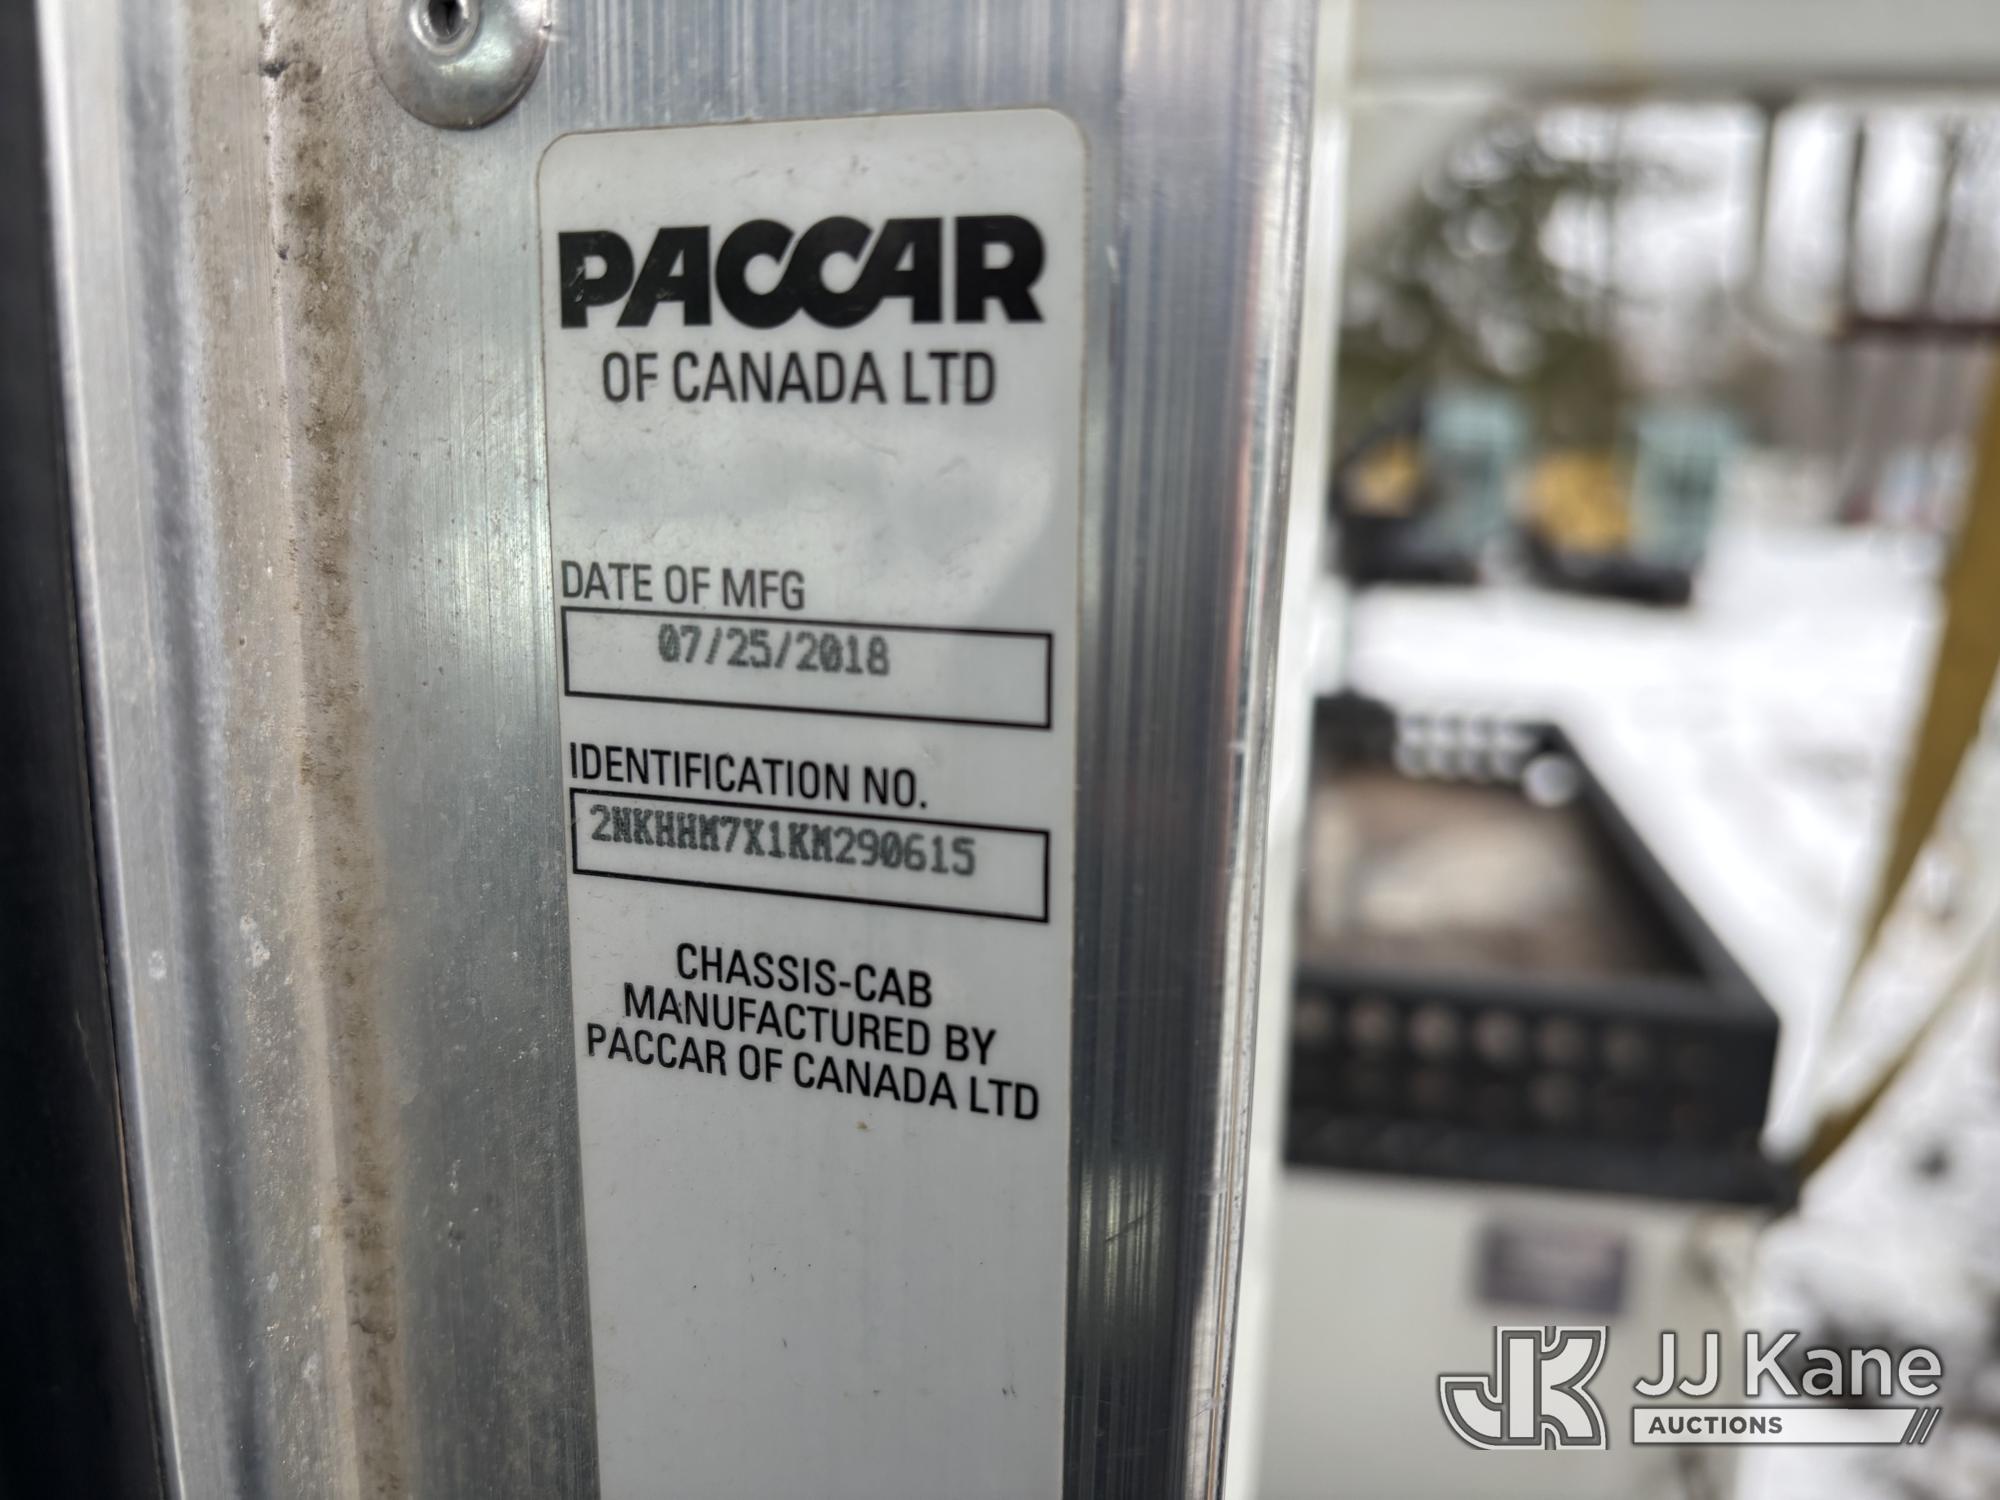 PACCAR
OF CANADA LTD
DATE OF MFG
07/25/2018
IDENTIFICATION NO.
2NKHHM7X1KM290615
CHASSIS-CAB
MANUFACTURED BY
PACCAR OF CANADA LTD
JK JJ Kane
AUCTIONS